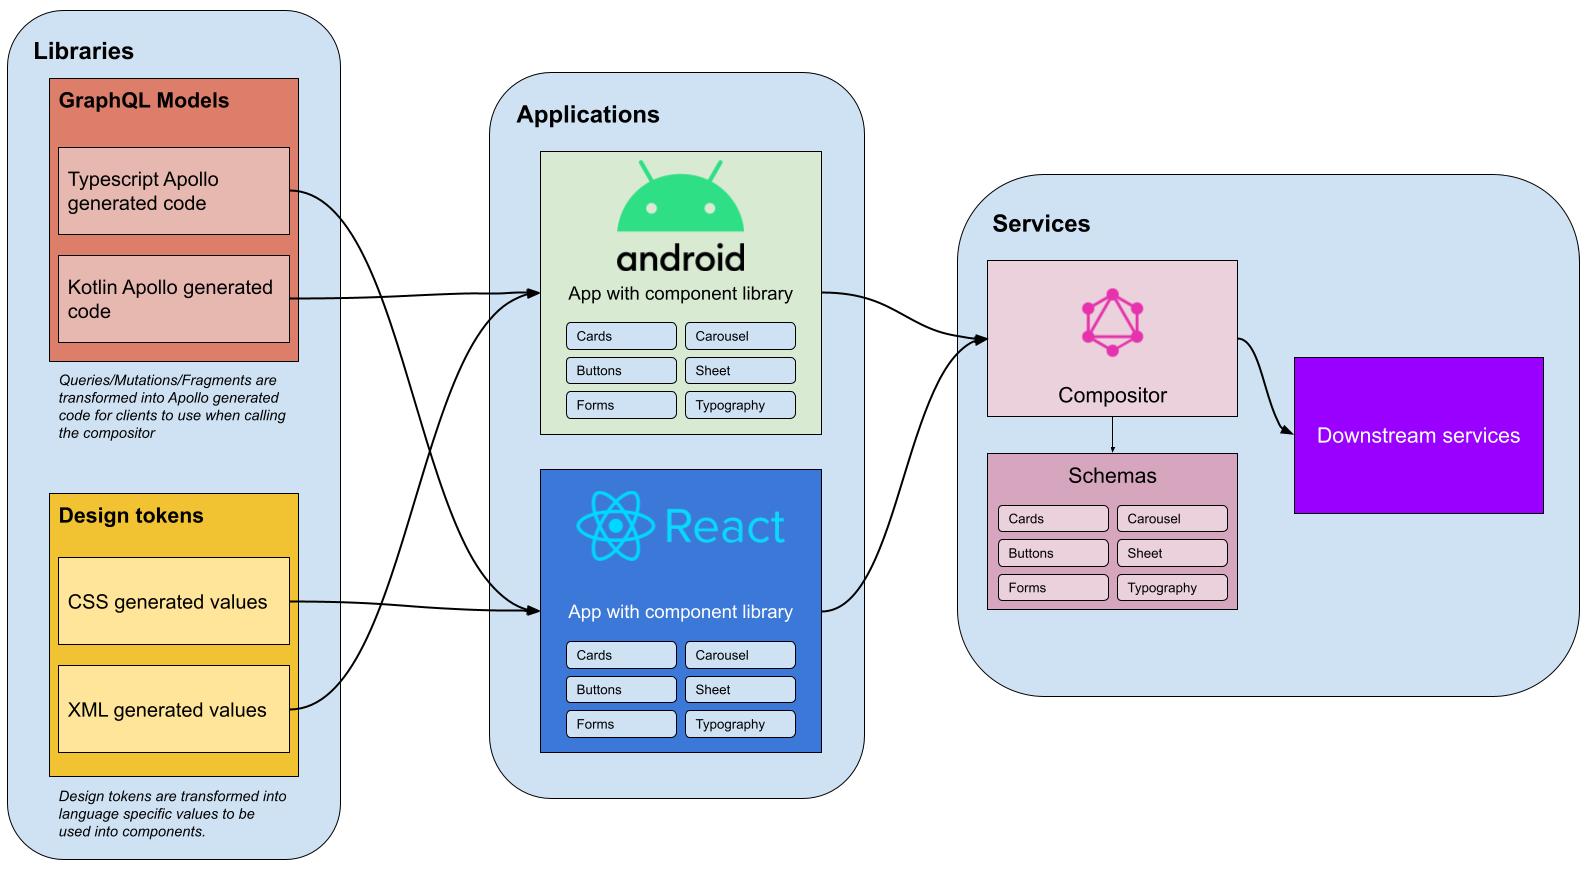 Libraries
GraphQL Models
Typescript Apollo
generated code
Kotlin Apollo generated
code
Queries/Mutations/Fragments are
transformed into Apollo generated
code for clients to use when calling
the compositor
Design tokens
CSS generated values
XML generated values
Design tokens are transformed into
language specific values to be
used into components.
Applications
android
App with component library
Cards
Carousel
Buttons
Sheet
Forms
Typography
React
App with component library
Cards
Carousel
Buttons
Sheet
Forms
Typography
Services
Compositor
Schemas
Cards
Carousel
Buttons
Sheet
Forms
Typography
Downstream services